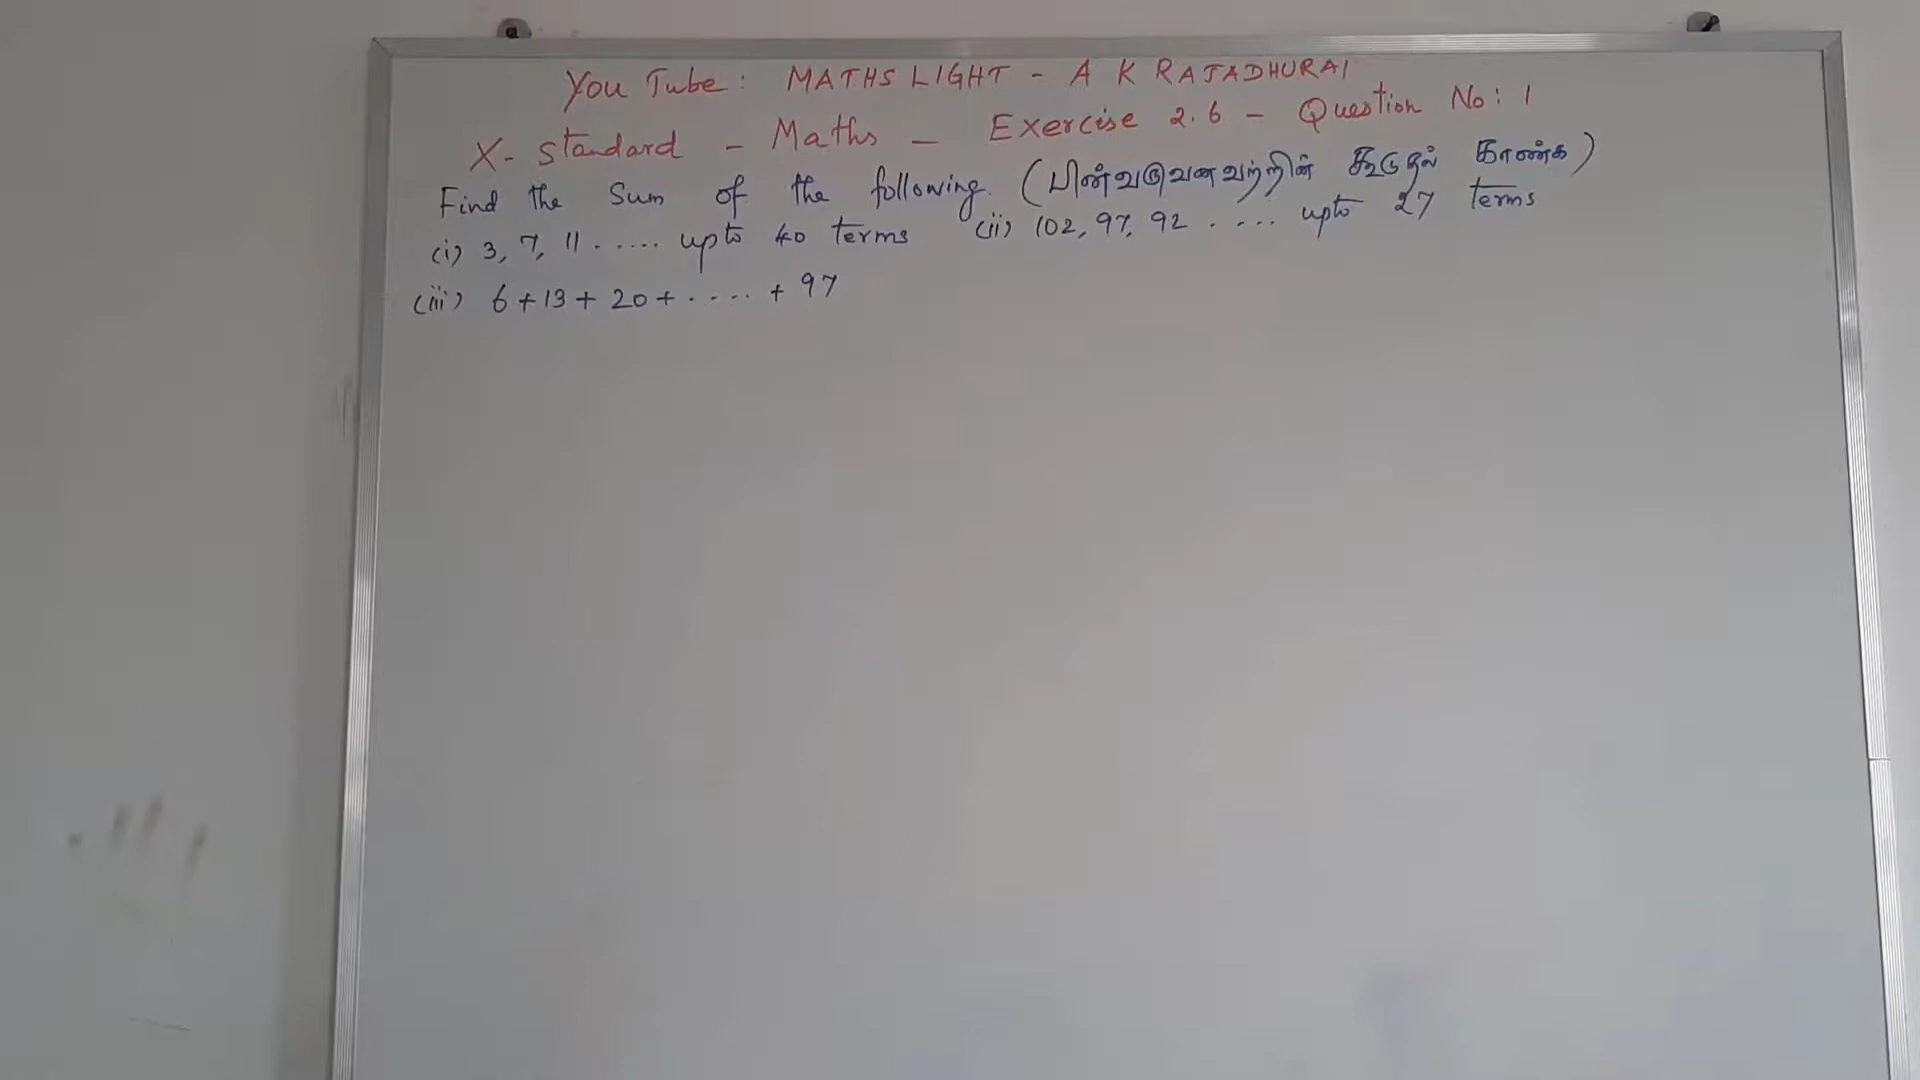 You Tube: MATHS LIGHT - A K RAJADHURAI
X- Standard - Maths - Exercise 2.6 - Question No: 1
Find the Sum of the following. (பின்வருவனவற்றின் கூடுதல் காண்க)
(i) 3, 7, 11 ...... upto 40 terms (ii) 102, 97, 92 ..... upto 27 terms
(iii) 6 + 13 + 20 + ..... + 97